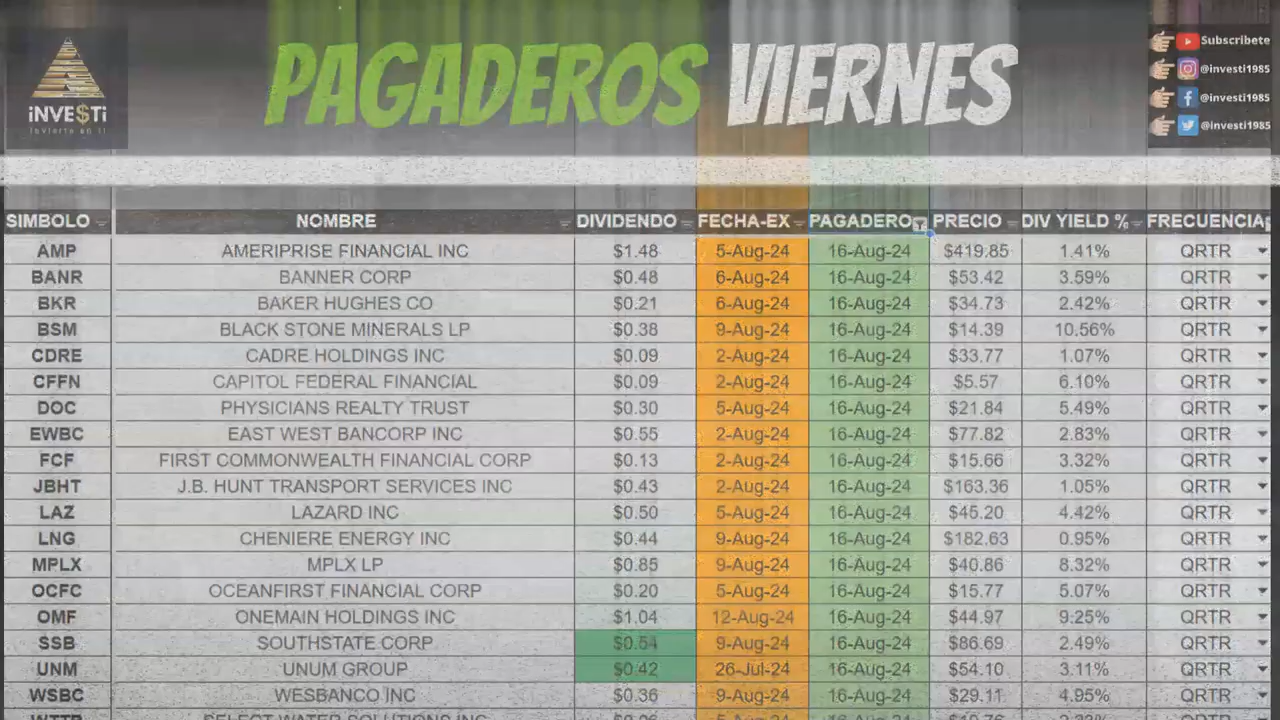 PAGADEROS VIERNES
iNVE$Ti
Invierte en ti
Subscribete
@investi1985
@investi1985
@investi1985
SIMBOLO NOMBRE DIVIDENDO FECHA-EX PAGADERO PRECIO DIV YIELD % FRECUENCIA
AMP AMERIPRISE FINANCIAL INC $1.48 5-Aug-24 16-Aug-24 $419.85 1.41% QRTR
BANR BANNER CORP $0.48 6-Aug-24 16-Aug-24 $53.42 3.59% QRTR
BKR BAKER HUGHES CO $0.21 6-Aug-24 16-Aug-24 $34.73 2.42% QRTR
BSM BLACK STONE MINERALS LP $0.38 9-Aug-24 16-Aug-24 $14.39 10.56% QRTR
CDRE CADRE HOLDINGS INC $0.09 2-Aug-24 16-Aug-24 $33.77 1.07% QRTR
CFFN CAPITOL FEDERAL FINANCIAL $0.09 2-Aug-24 16-Aug-24 $5.57 6.10% QRTR
DOC PHYSICIANS REALTY TRUST $0.30 5-Aug-24 16-Aug-24 $21.84 5.49% QRTR
EWBC EAST WEST BANCORP INC $0.55 2-Aug-24 16-Aug-24 $77.82 2.83% QRTR
FCF FIRST COMMONWEALTH FINANCIAL CORP $0.13 2-Aug-24 16-Aug-24 $15.66 3.32% QRTR
JBHT J.B. HUNT TRANSPORT SERVICES INC $0.43 2-Aug-24 16-Aug-24 $163.36 1.05% QRTR
LAZ LAZARD INC $0.50 5-Aug-24 16-Aug-24 $45.20 4.42% QRTR
LNG CHENIERE ENERGY INC $0.44 9-Aug-24 16-Aug-24 $182.63 0.95% QRTR
MPLX MPLX LP $0.85 9-Aug-24 16-Aug-24 $40.86 8.32% QRTR
OCFC OCEANFIRST FINANCIAL CORP $0.20 5-Aug-24 16-Aug-24 $15.77 5.07% QRTR
OMF ONEMAIN HOLDINGS INC $1.04 12-Aug-24 16-Aug-24 $44.97 9.25% QRTR
SSB SOUTHSTATE CORP $0.54 9-Aug-24 16-Aug-24 $86.69 2.49% QRTR
UNM UNUM GROUP $0.42 26-Jul-24 16-Aug-24 $54.10 3.11% QRTR
WSBC WESBANCO INC $0.36 9-Aug-24 16-Aug-24 $29.11 4.95% QRTR